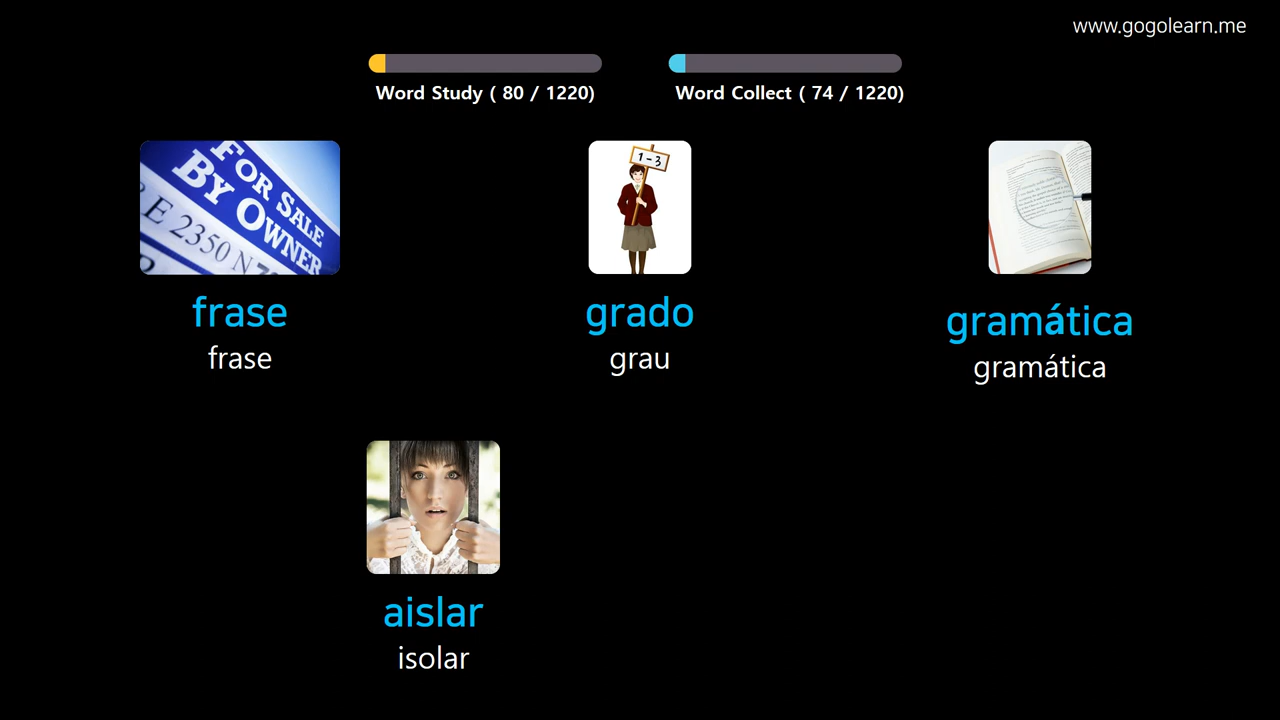 www.gogolearn.me
Word Study ( 80 / 1220)
Word Collect ( 74 / 1220)
FOR SALE
BY OWNER
E 2350 N
1 - 3
frase
frase
grado
grau
gramática
gramática
aislar
isolar